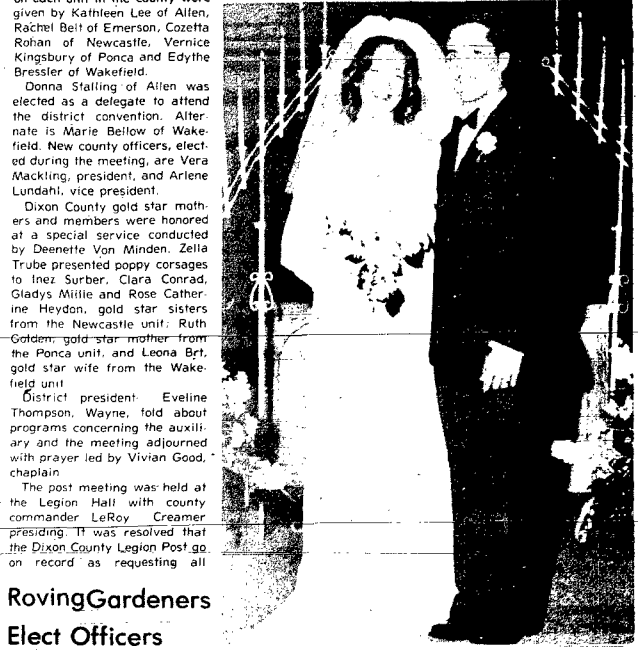 on each unit in the county were
given by Kathleen Lee of Allen,
Rachel Belt of Emerson, Cozetta
Rohan of Newcastle, Vernice
Kingsbury of Ponca and Edythe
Bressler of Wakefield.
Donna Stalling of Allen was
elected as a delegate to attend
the district convention. Alter-
nate is Marie Bellow of Wake-
field. New county officers, elect-
ed during the meeting, are Vera
Mackling, president, and Arlene
Lundahl, vice president.
Dixon County gold star moth-
ers and members were honored
at a special service conducted
by Deenette Von Minden. Zella
Trube presented poppy corsages
to Inez Surber, Clara Conrad,
Gladys Millie and Rose Cather-
ine Heydon, gold star sisters
from the Newcastle unit; Ruth
Golden, gold star mother from
the Ponca unit, and Leona Brt,
gold star wife from the Wake-
field unit
District president Eveline
Thompson, Wayne, told about
programs concerning the auxili-
ary and the meeting adjourned
with prayer led by Vivian Good,
chaplain
The post meeting was held at
the Legion Hall with county
commander LeRoy Creamer
presiding. It was resolved that
the Dixon County Legion Post go
on record as requesting all
RovingGardeners
Elect Officers